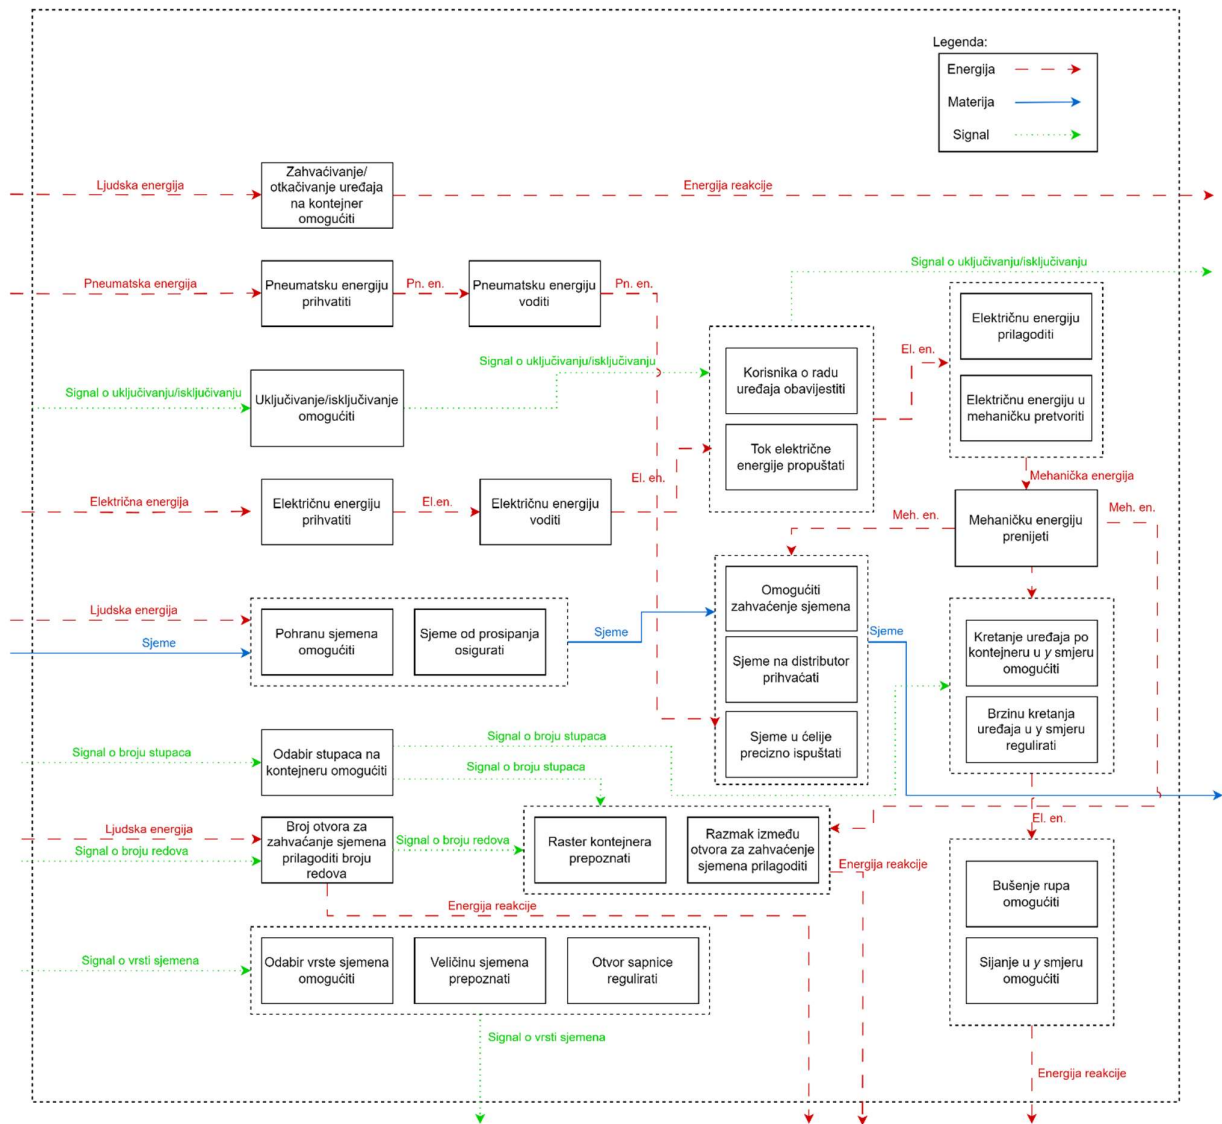 Legenda:
Energija
Materija
Signal
Ljudska energija
Zahvaćivanje/
otkačivanje uređaja
na kontejner
omogućiti
Energija reakcije
Pneumatska energija
Pneumatsku energiju
prihvatiti
Pn. en.
Pneumatsku energiju
voditi
Pn. en.
Signal o uključivanju/isključivanju
Električnu energiju
prilagoditi
Električnu energiju u
mehaničku pretvoriti
El. en.
Signal o uključivanju/isključivanju
Uključivanje/isključivanje
omogućiti
Signal o uključivanju/isključivanju
Korisnika o radu
uređaja obavijestiti
Tok električne
energije propuštati
Električna energija
Električnu energiju
prihvatiti
El.en.
Električnu energiju
voditi
El. en.
Mehanička energija
Meh. en.
Mehaničku energiju
prenijeti
Meh. en.
Ljudska energija
Sjeme
Pohranu sjemena
omogućiti
Sjeme od prosipanja
osigurati
Sjeme
Omogućiti
zahvaćenje sjemena
Sjeme na distributor
prihvaćati
Sjeme u ćelije
precizno ispuštati
Sjeme
Kretanje uređaja po
kontejneru u y smjeru
omogućiti
Brzinu kretanja
uređaja u y smjeru
regulirati
Signal o broju stupaca
Odabir stupaca na
kontejneru omogućiti
Signal o broju stupaca
Signal o broju stupaca
Ljudska energija
Signal o broju redova
Broj otvora za
zahvaćanje sjemena
prilagoditi broju
redova
Signal o broju redova
Raster kontejnera
prepoznati
Razmak između
otvora za zahvaćenje
sjemena prilagoditi
Energija reakcije
El. en.
Energija reakcije
Bušenje rupa
omogućiti
Sijanje u y smjeru
omogućiti
Signal o vrsti sjemena
Odabir vrste sjemena
omogućiti
Veličinu sjemena
prepoznati
Otvor sapnice
regulirati
Signal o vrsti sjemena
Energija reakcije